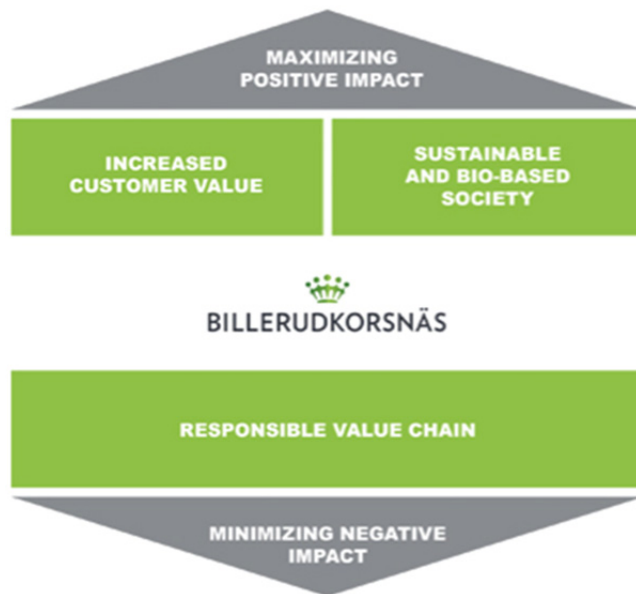 MAXIMIZING
POSITIVE IMPACT
INCREASED
CUSTOMER VALUE
SUSTAINABLE
AND BIO-BASED
SOCIETY
BILLERUDKORSNÄS
RESPONSIBLE VALUE CHAIN
MINIMIZING NEGATIVE
IMPACT